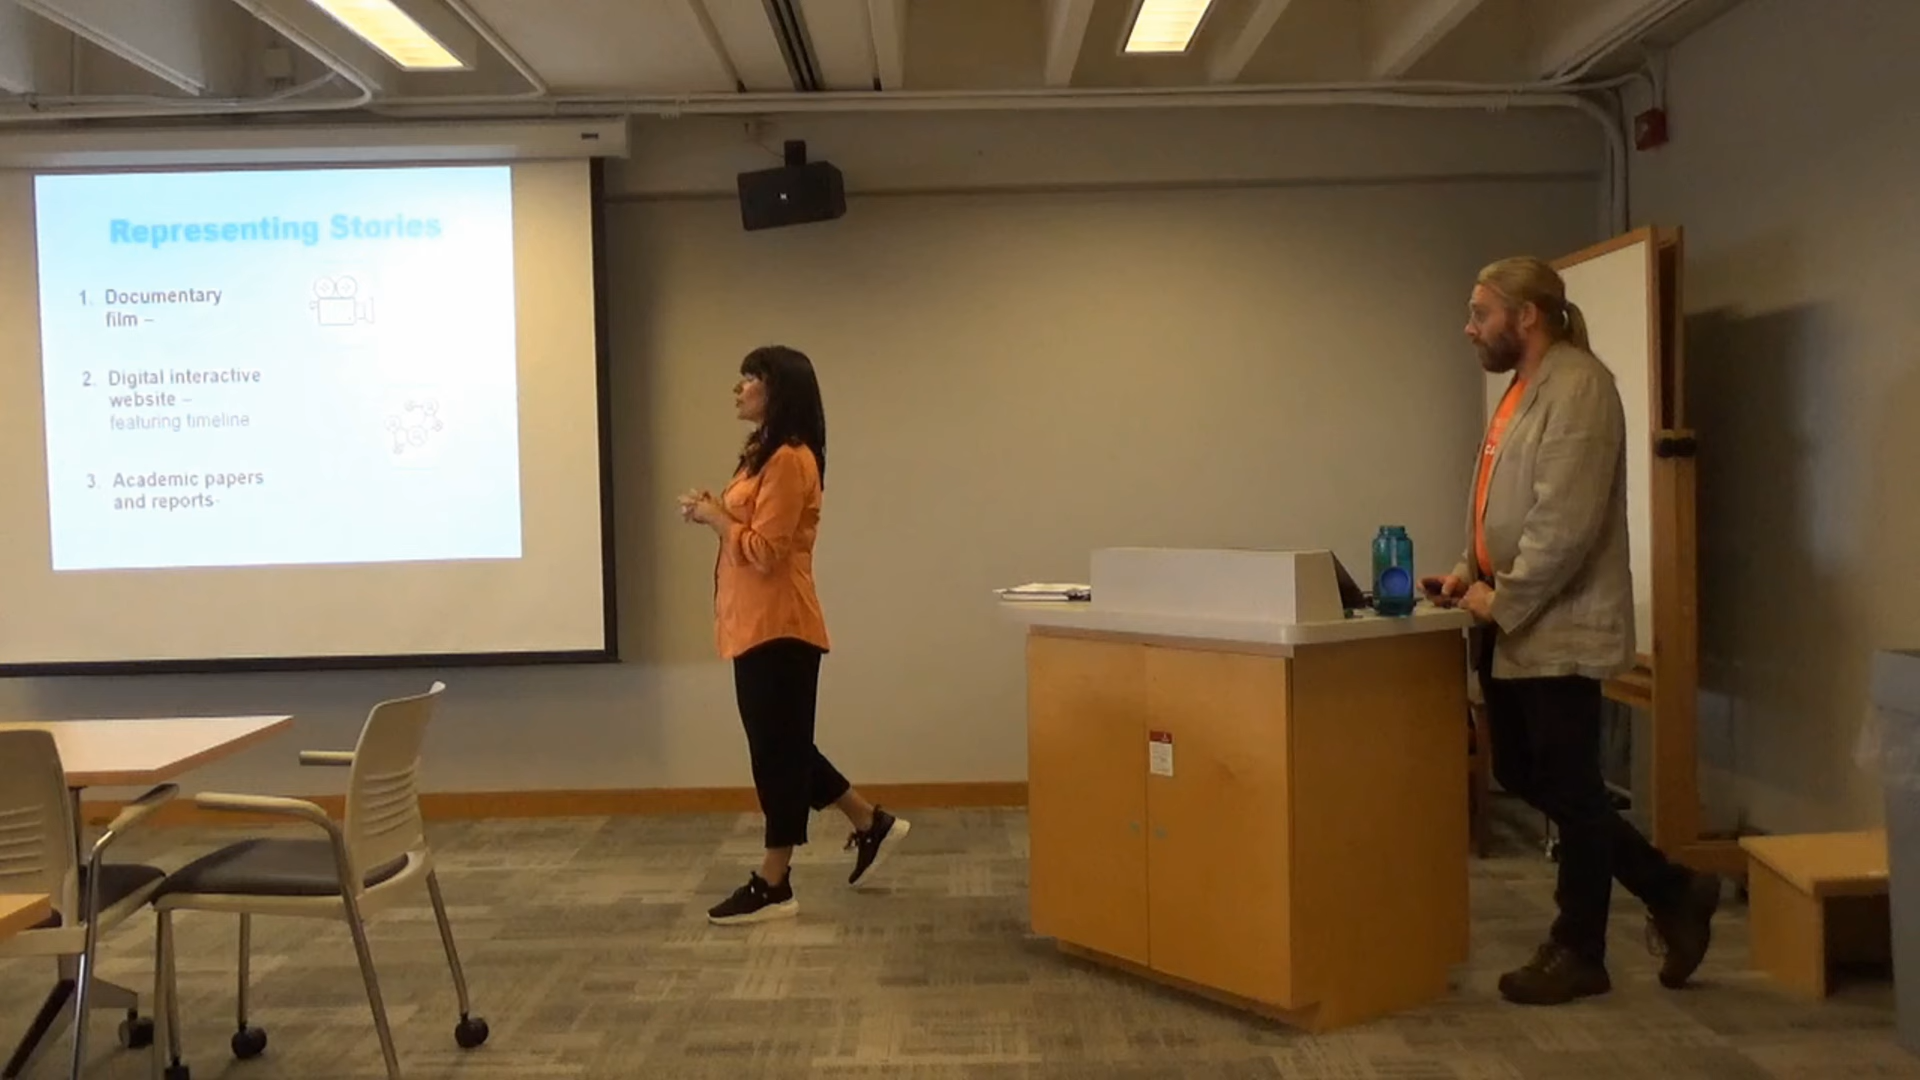 Representing Stories
1. Documentary
film –
2. Digital interactive
website –
featuring timeline
3. Academic papers
and reports-